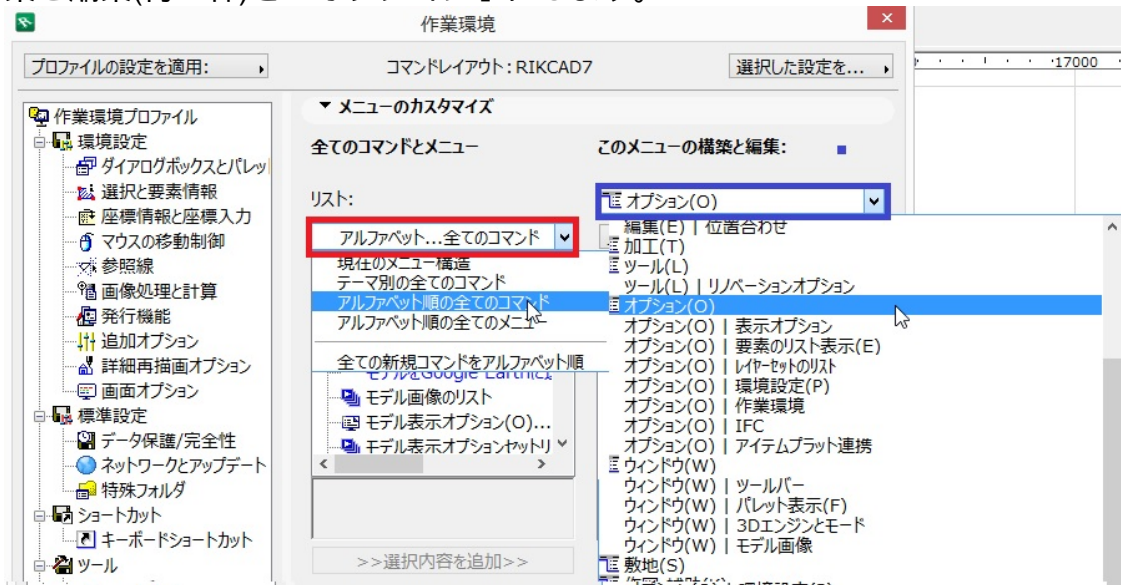 作業環境
プロファイルの設定を適用:
コマンドレイアウト: RIKCAD7
選択した設定を...
17000
作業環境プロファイル
環境設定
ダイアログボックスとパレッ
選択と要素情報
座標情報と座標入力
マウスの移動制御
参照線
画像処理と計算
発行機能
追加オプション
詳細再描画オプション
画面オプション
標準設定
データ保護/完全性
ネットワークとアップデート
特殊フォルダ
ショートカット
キーボードショートカット
ツール
メニューのカスタマイズ
全てのコマンドとメニュー
リスト:
アルファベット...全てのコマンド
現在のメニュー構造
テーマ別の全てのコマンド
アルファベット順の全てのコマンド
アルファベット順の全てのメニュー
全ての新規コマンドをアルファベット順
モデルをGoogle Earthに
モデル画像のリスト
モデル表示オプション(O)...
モデル表示オプションセットリ
>>選択内容を追加>>
このメニューの構築と編集:
オプション(O)
編集(E) | 位置合わせ
加工(T)
ツール(L)
ツール(L) | リノベーションオプション
オプション(O)
オプション(O) | 表示オプション
オプション(O) | 要素のリスト表示(E)
オプション(O) | レイヤーセットのリスト
オプション(O) | 環境設定(P)
オプション(O) | 作業環境
オプション(O) | IFC
オプション(O) | アイテムプラット連携
ウィンドウ(W)
ウィンドウ(W) | ツールバー
ウィンドウ(W) | パレット表示(F)
ウィンドウ(W) | 3Dエンジンとモード
ウィンドウ(W) | モデル画像
敷地(S)